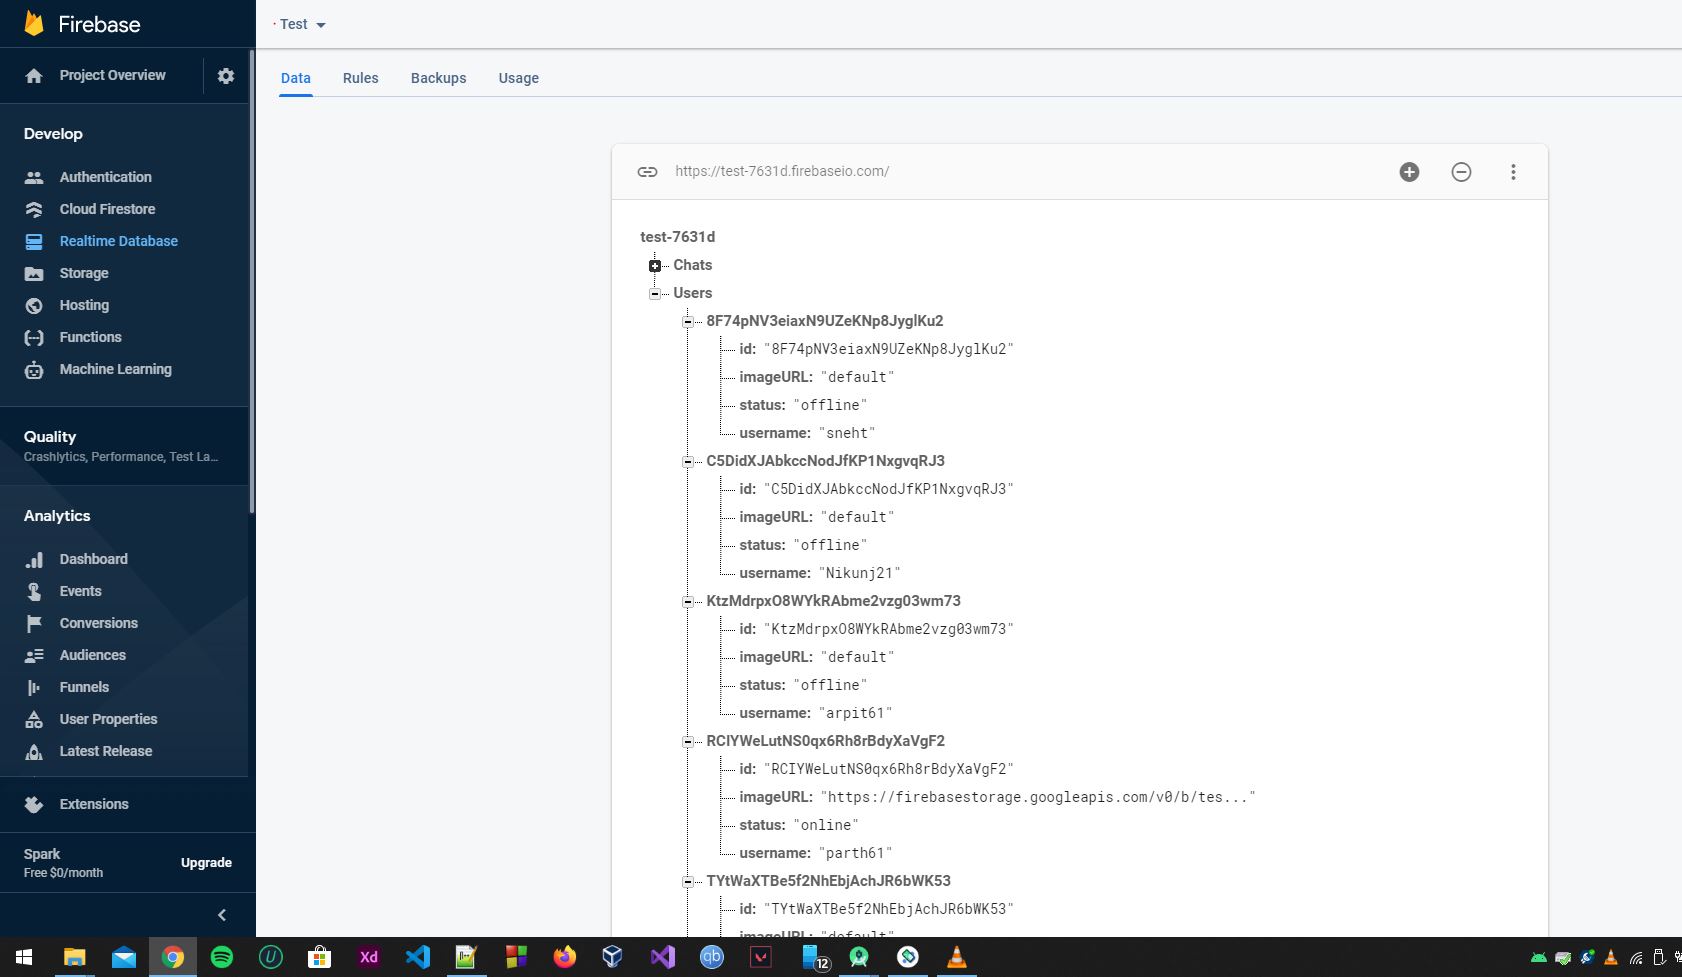 Firebase
Test
Project Overview
Data Rules Backups Usage
Develop
Authentication
Cloud Firestore
Realtime Database
Storage
Hosting
Functions
Machine Learning
Quality
Crashlytics, Performance, Test La...
Analytics
Dashboard
Events
Conversions
Audiences
Funnels
User Properties
Latest Release
Extensions
Spark
Free $0/month
Upgrade
https://test-7631d.firebaseio.com/
test-7631d
Chats
Users
8F74pNV3eiaxN9UZeKNp8JyglKu2
id: "8F74pNV3eiaxN9UZeKNp8JyglKu2"
imageURL: "default"
status: "offline"
username: "sneht"
C5DidXJAbkccNodJfKP1NxgvqRJ3
id: "C5DidXJAbkccNodJfKP1NxgvqRJ3"
imageURL: "default"
status: "offline"
username: "Nikunj21"
KtzMdrpxO8WYkRAbme2vzg03wm73
id: "KtzMdrpxO8WYkRAbme2vzg03wm73"
imageURL: "default"
status: "offline"
username: "arpit61"
RCIYWeLutNS0qx6Rh8rBdyXaVgF2
id: "RCIYWeLutNS0qx6Rh8rBdyXaVgF2"
imageURL: "https://firebasestorage.googleapis.com/v0/b/tes..."
status: "online"
username: "parth61"
TYtWaXTBe5f2NhEbjAchJR6bWK53
id: "TYtWaXTBe5f2NhEbjAchJR6bWK53"
imageURL: "default"
Xd
qb
12